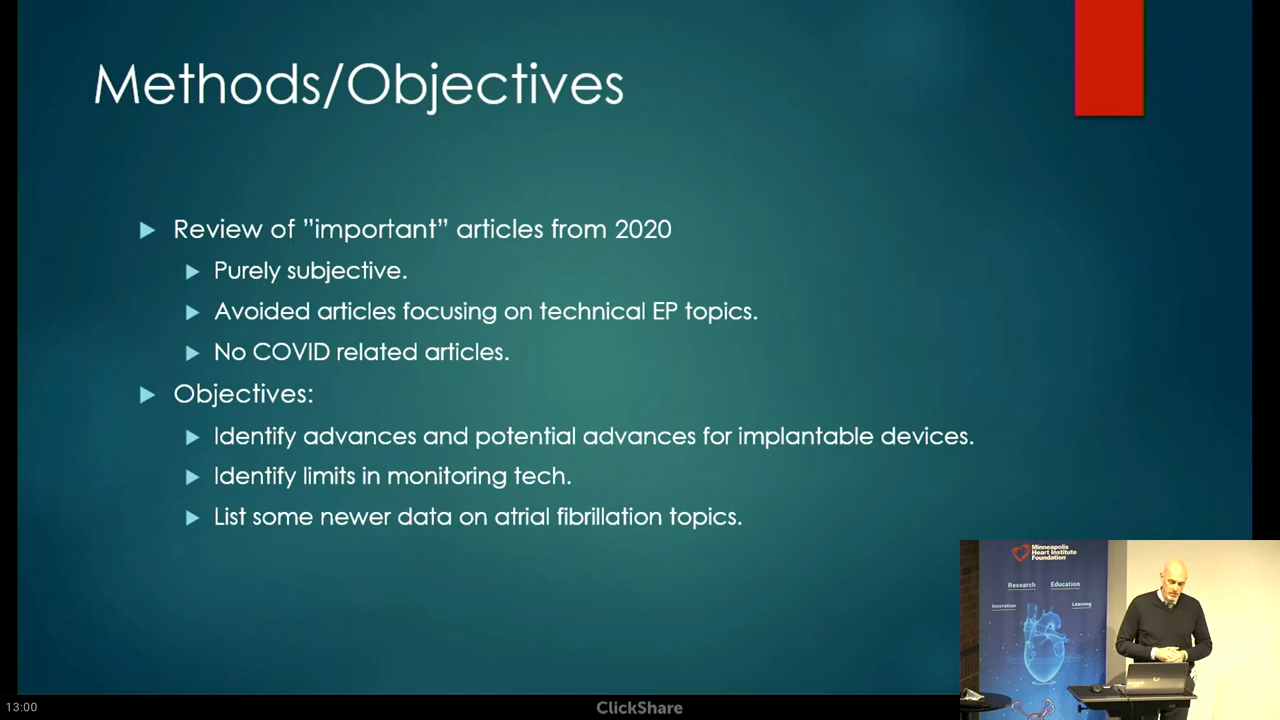 Methods/Objectives
Review of ”important” articles from 2020
Purely subjective.
Avoided articles focusing on technical EP topics.
No COVID related articles.
Objectives:
Identify advances and potential advances for implantable devices.
Identify limits in monitoring tech.
List some newer data on atrial fibrillation topics.
Minneapolis
Heart Institute
Foundation
Research Education
Innovation Learning
13:00
ClickShare